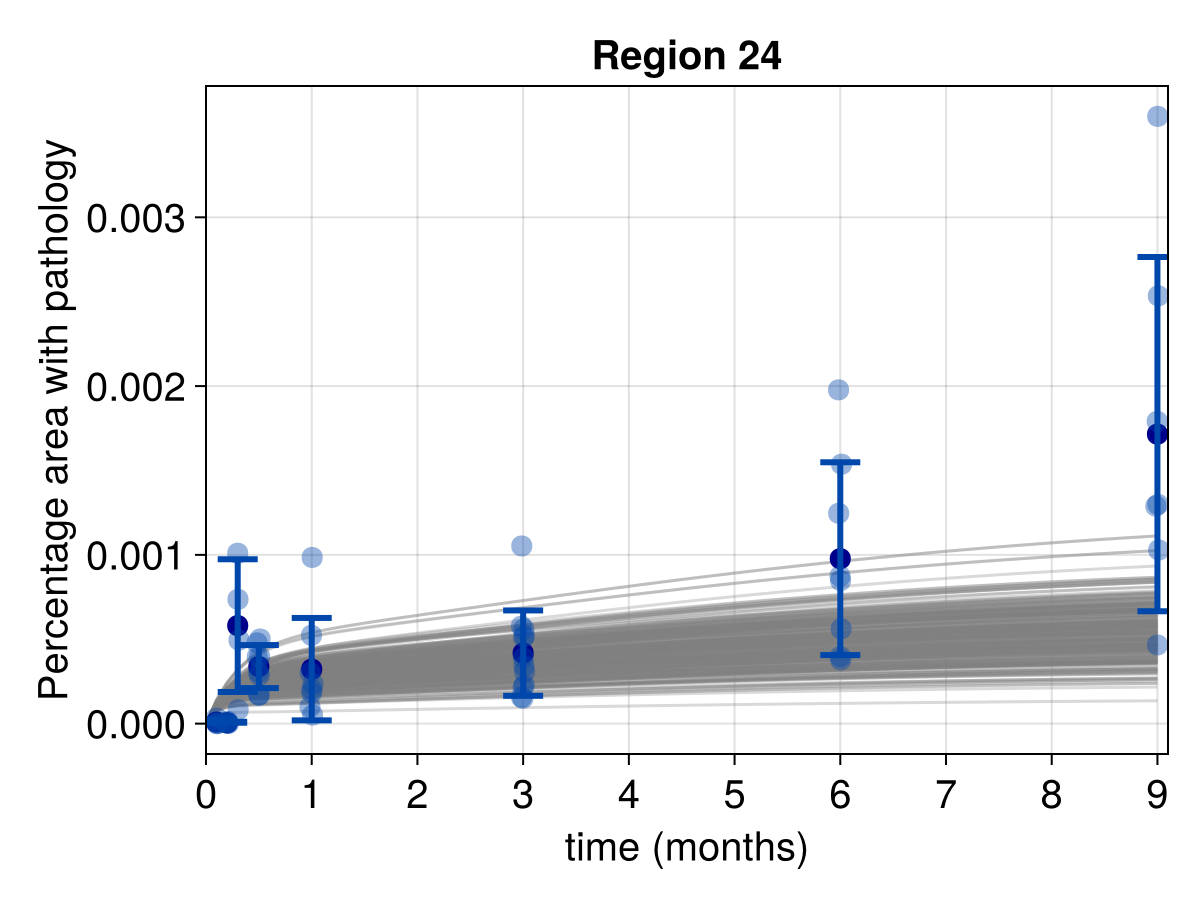 Region 24
Percentage area with pathology
0.003
0.002
0.001
0.000
0 1 2 3 4 5 6 7 8 9
time (months)